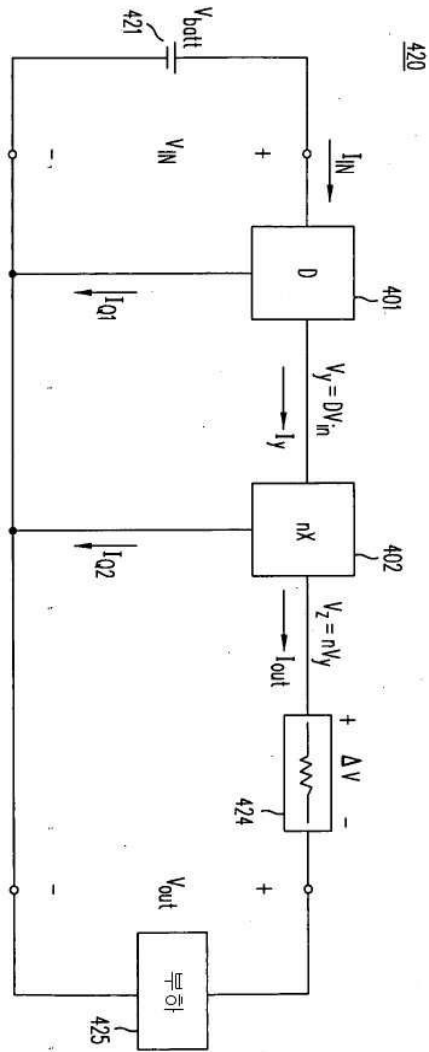 420
V_batt
421
V_IN
+
-
I_IN
D
401
I_Q1
V_y = DV_in
I_y
nX
402
I_Q2
V_z = nV_y
I_out
+
ΔV
-
424
+
V_out
-
부하
425